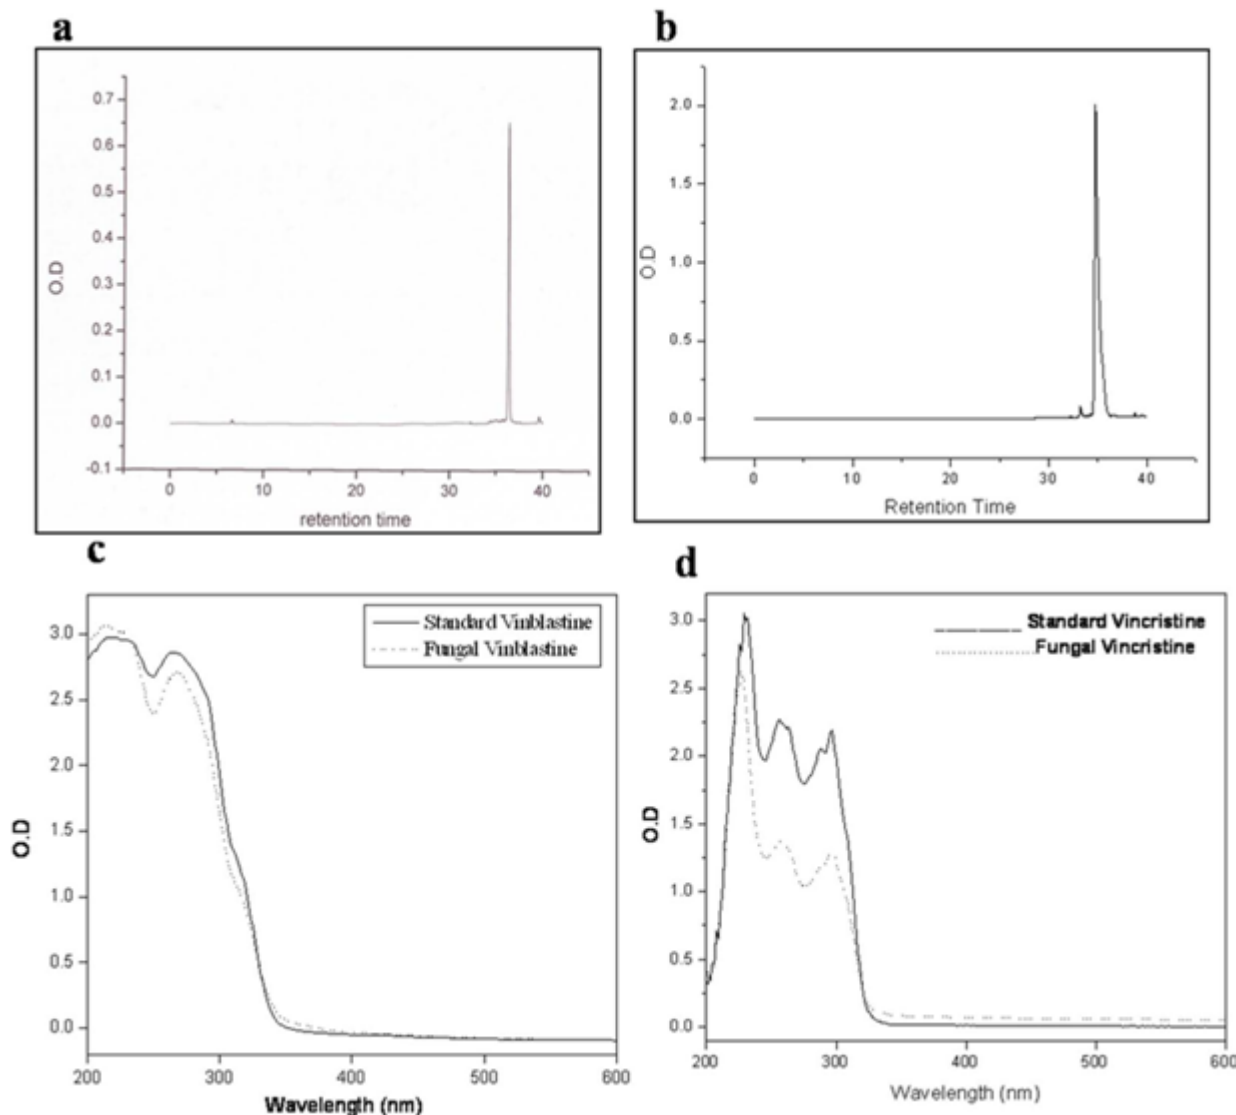 a
0.7
0.6
0.5
0.4
0.3
0.2
0.1
0.0
-0.1
O.D
0 10 20 30 40
retention time
b
2.0
1.5
1.0
0.5
0.0
O.D
0 10 20 30 40
Retention Time
c
3.0
2.5
2.0
1.5
1.0
0.5
0.0
O.D
Standard Vinblastine
Fungal Vinblastine
200 300 400 500 600
Wavelength (nm)
d
3.0
2.5
2.0
1.5
1.0
0.5
0.0
O.D
Standard Vincristine
Fungal Vincristine
200 300 400 500 600
Wavelength (nm)